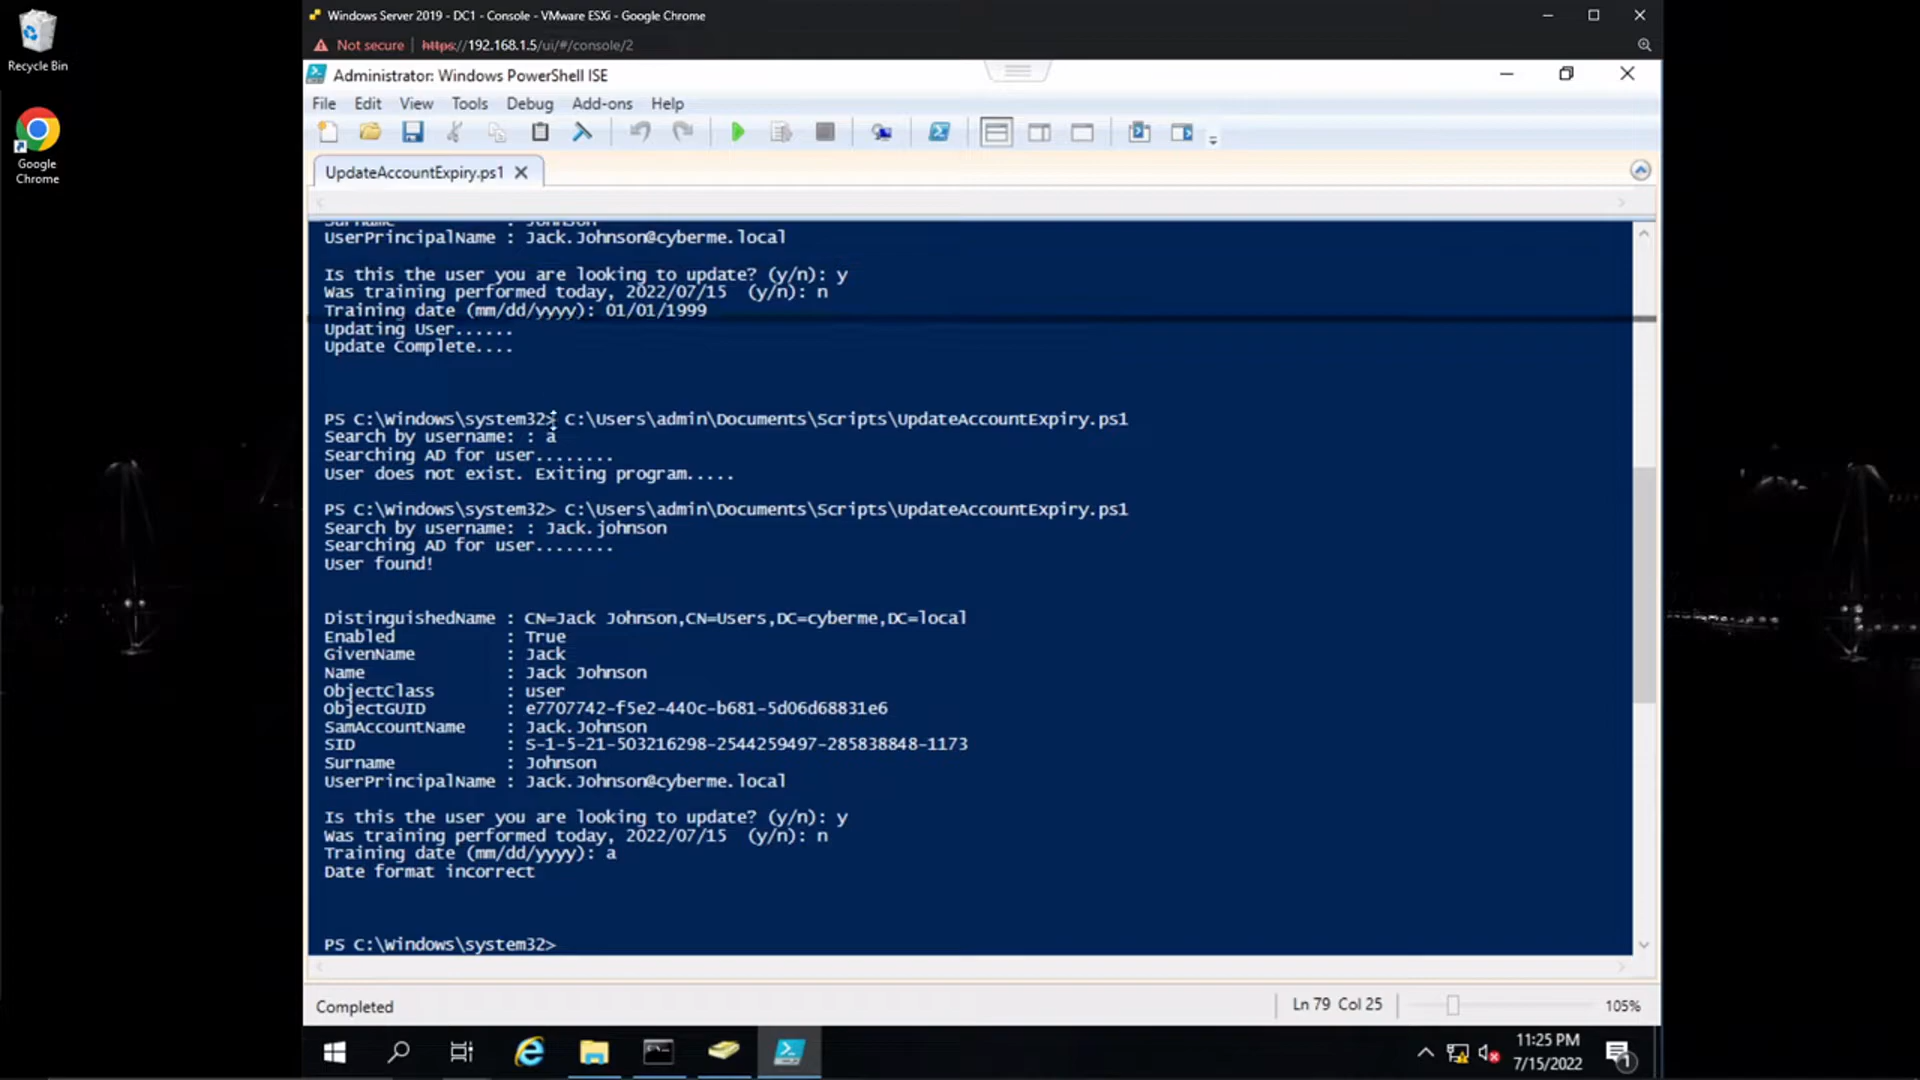 Recycle Bin
Google
Chrome
Windows Server 2019 - DC1 - Console - VMware ESXi - Google Chrome
Not secure | https://192.168.1.5/ui/#/console/2
Administrator: Windows PowerShell ISE
File Edit View Tools Debug Add-ons Help
UpdateAccountExpiry.ps1
Surname : Johnson
UserPrincipalName : Jack.Johnson@cyberme.local
Is this the user you are looking to update? (y/n): y
Was training performed today, 2022/07/15 (y/n): n
Training date (mm/dd/yyyy): 01/01/1999
Updating User......
Update Complete....
PS C:\Windows\system32> C:\Users\admin\Documents\Scripts\UpdateAccountExpiry.ps1
Search by username: : a
Searching AD for user........
User does not exist. Exiting program.....
PS C:\Windows\system32> C:\Users\admin\Documents\Scripts\UpdateAccountExpiry.ps1
Search by username: : Jack.johnson
Searching AD for user........
User found!
DistinguishedName : CN=Jack Johnson,CN=Users,DC=cyberme,DC=local
Enabled : True
GivenName : Jack
Name : Jack Johnson
ObjectClass : user
ObjectGUID : e7707742-f5e2-440c-b681-5d06d68831e6
SamAccountName : Jack.Johnson
SID : S-1-5-21-503216298-2544259497-285838848-1173
Surname : Johnson
UserPrincipalName : Jack.Johnson@cyberme.local
Is this the user you are looking to update? (y/n): y
Was training performed today, 2022/07/15 (y/n): n
Training date (mm/dd/yyyy): a
Date format incorrect
PS C:\Windows\system32>
Completed
Ln 79 Col 25
105%
11:25 PM
7/15/2022
1